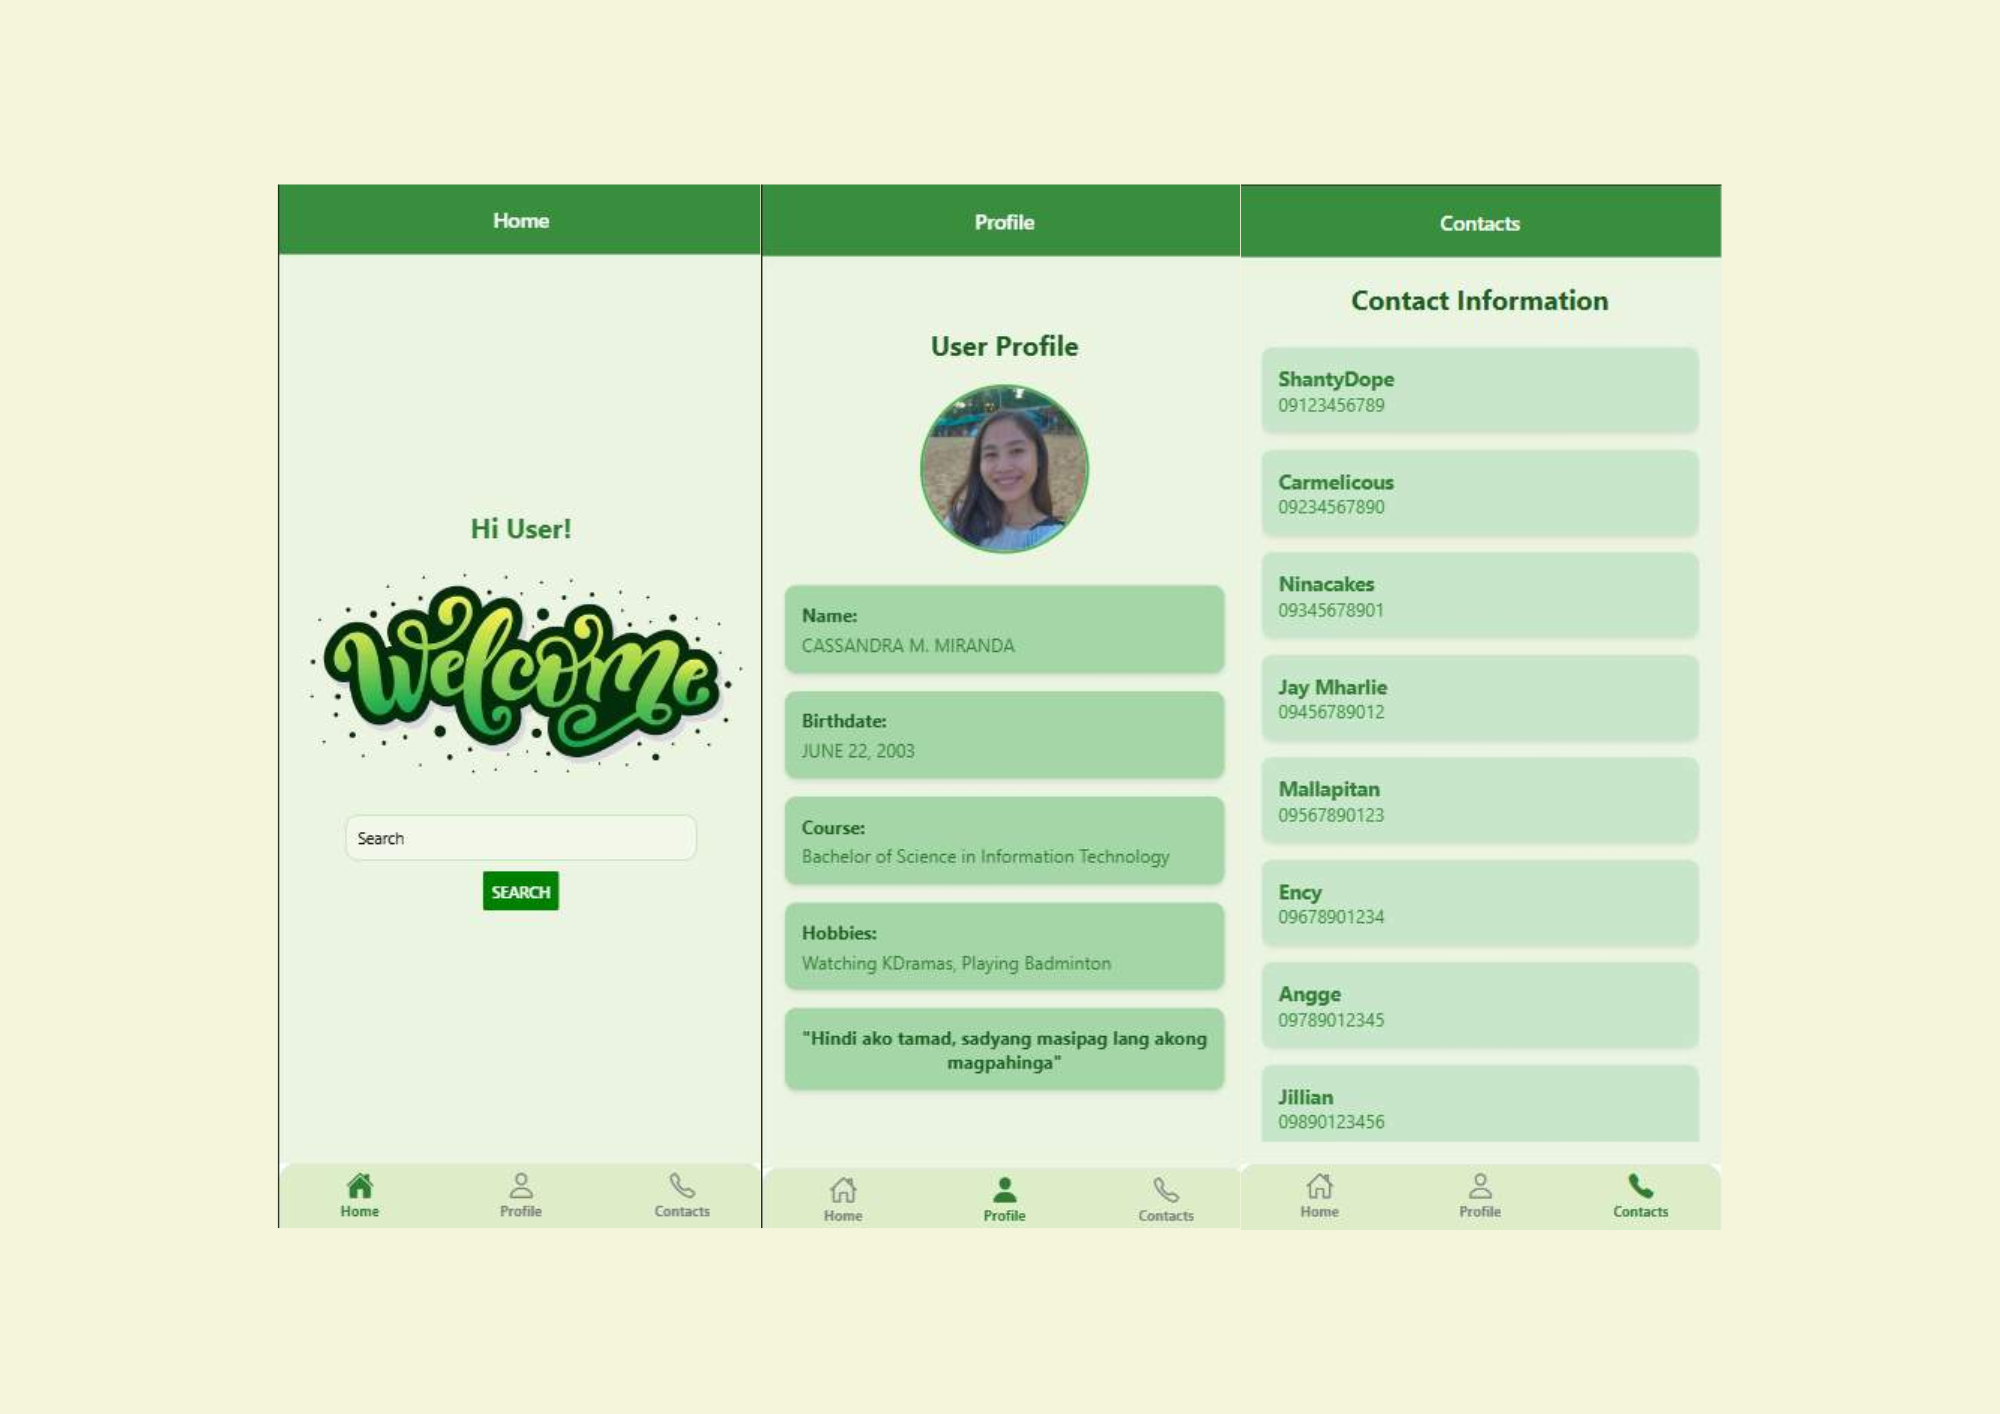 Home
Hi User!
Welcome
Search
SEARCH
Home
Profile
Contacts
Profile
User Profile
Name:
CASSANDRA M. MIRANDA
Birthdate:
JUNE 22, 2003
Course:
Bachelor of Science in Information Technology
Hobbies:
Watching KDramas, Playing Badminton
"Hindi ako tamad, sadyang masipag lang akong
magpahinga"
Home
Profile
Contacts
Contacts
Contact Information
ShantyDope
09123456789
Carmelicous
09234567890
Ninacakes
09345678901
Jay Mharlie
09456789012
Mallapitan
09567890123
Ency
09678901234
Angge
09789012345
Jillian
09890123456
Home
Profile
Contacts